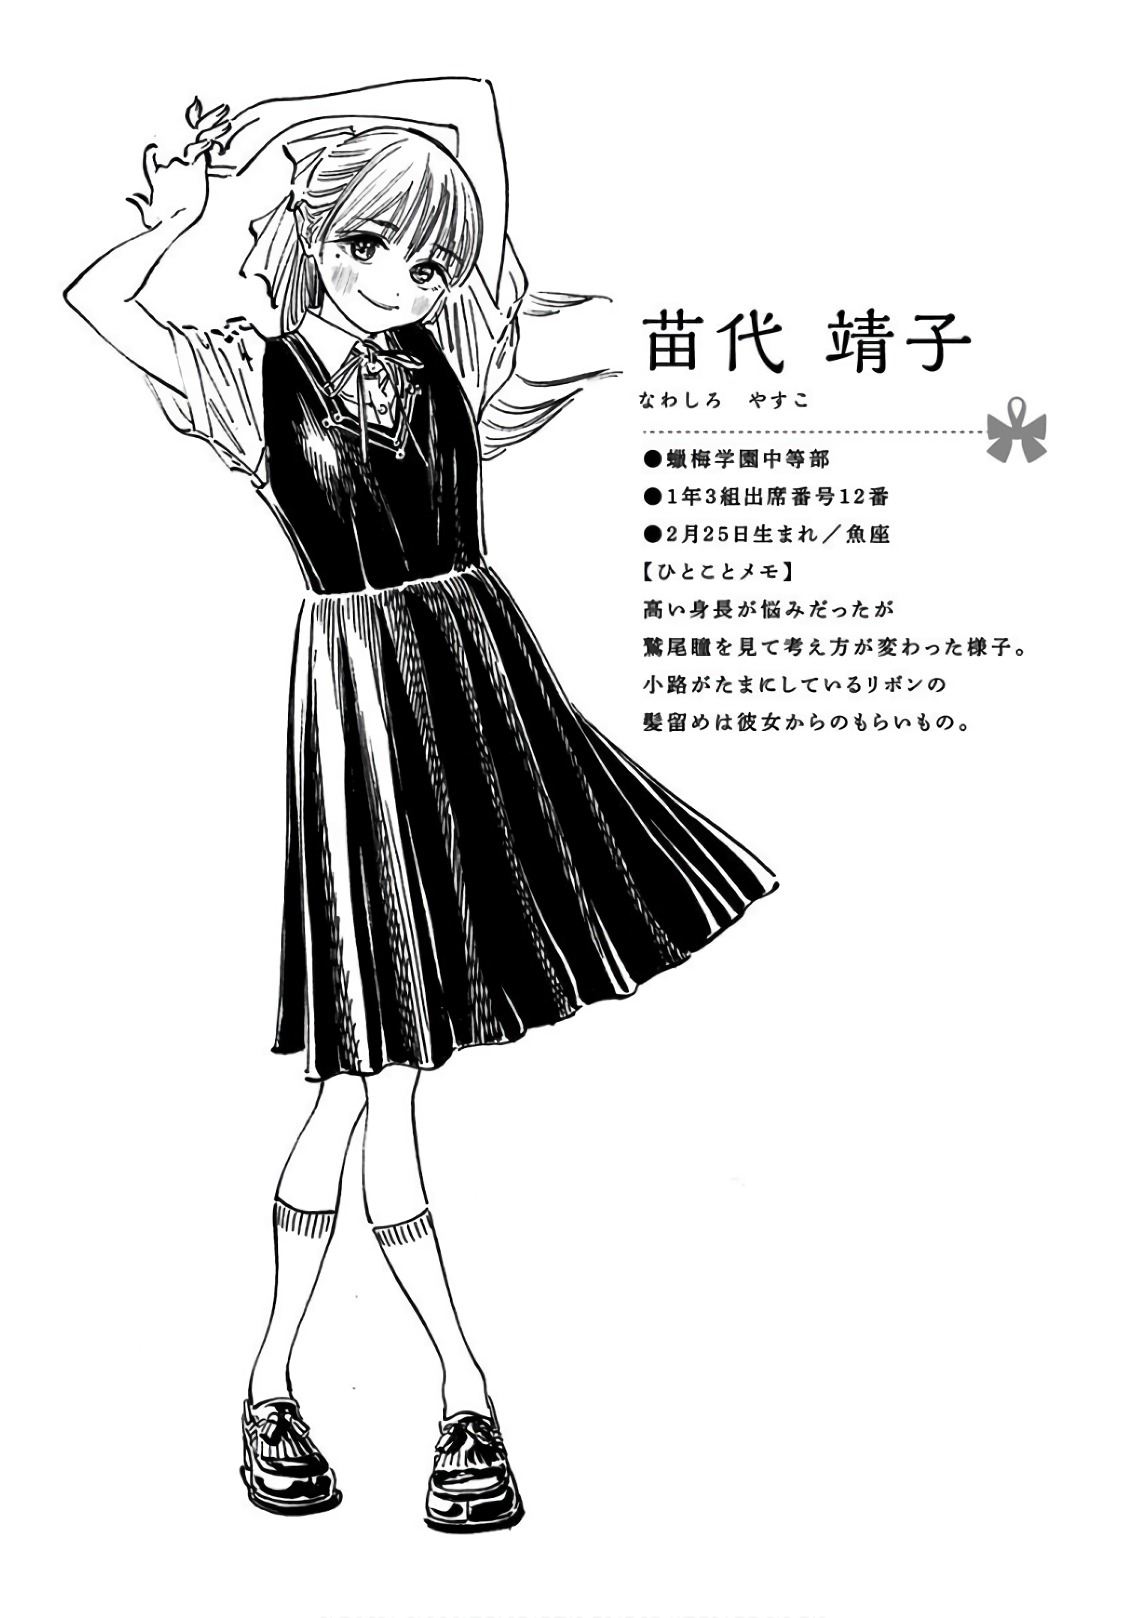 苗代 靖子
なわしろ やすこ
●蠟梅学園中等部
●1年3組出席番号12番
●2月25日生まれ／魚座
【ひとことメモ】
高い身長が悩みだったが
鷲尾瞳を見て考え方が変わった様子。
小路がたまにしているリボンの
髪留めは彼女からのもらいもの。